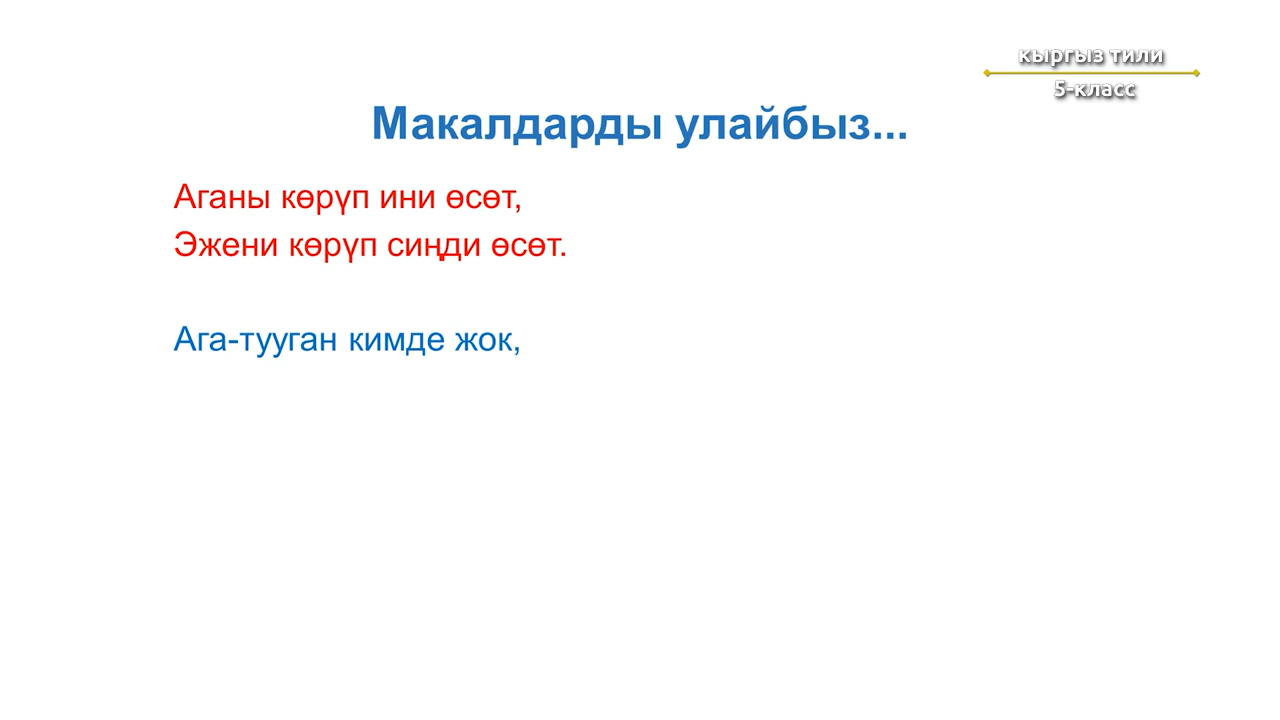 кыргыз тили
5-класс
Макалдарды улайбыз...
Аганы көрүп ини өсөт,
Эжени көрүп сиңди өсөт.
Ага-тууган кимде жок,